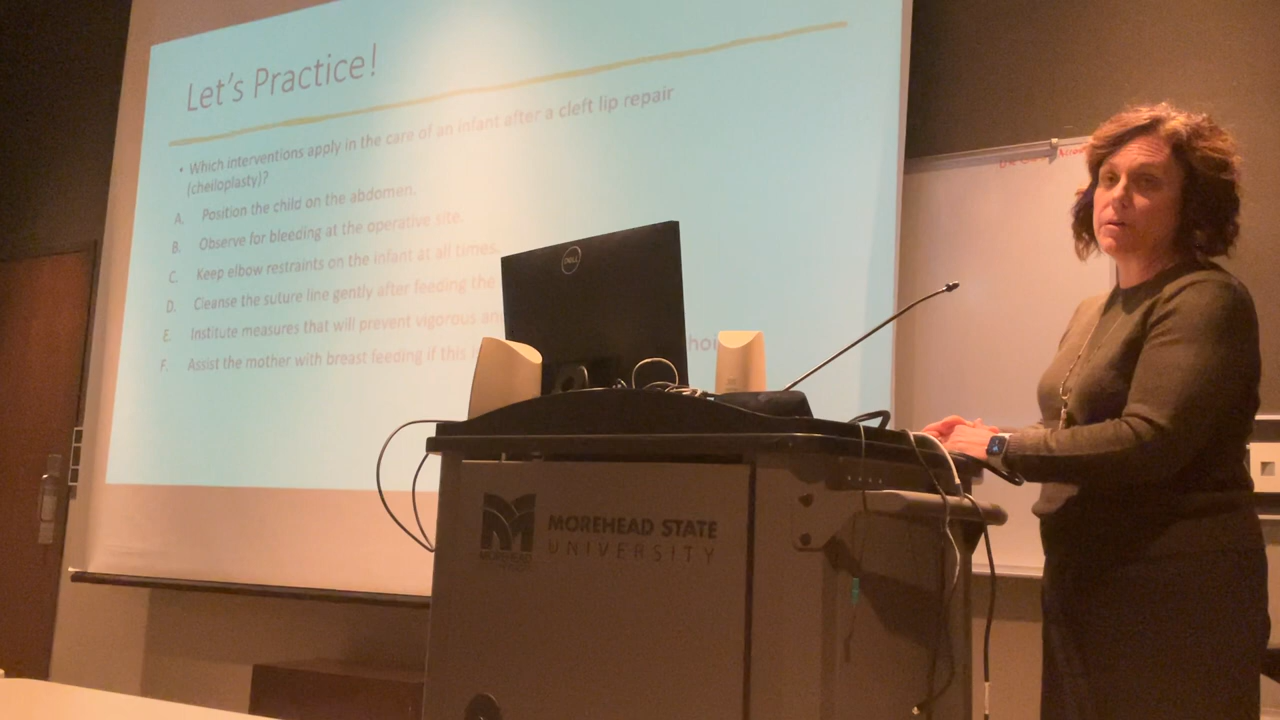 Let's Practice!
• Which interventions apply in the care of an infant after a cleft lip repair
(cheiloplasty)?
A. Position the child on the abdomen.
B. Observe for bleeding at the operative site.
C. Keep elbow restraints on the infant at all times.
D. Cleanse the suture line gently after feeding the
E. Institute measures that will prevent vigorous and
F. Assist the mother with breast feeding if this
DELL
MOREHEAD STATE
UNIVERSITY